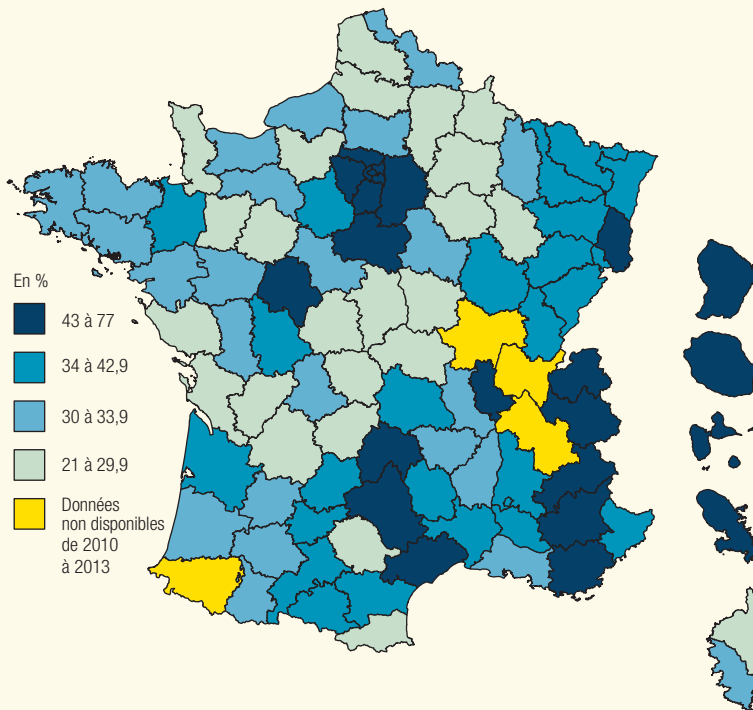 En %
43 à 77
34 à 42,9
30 à 33,9
21 à 29,9
Données
non disponibles
de 2010
à 2013